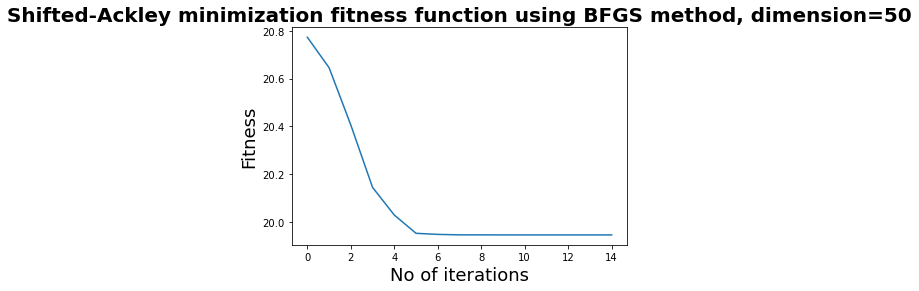 Shifted-Ackley minimization fitness function using BFGS method, dimension=50
20.8
20.6
20.4
20.2
20.0
Fitness
0 2 4 6 8 10 12 14
No of iterations